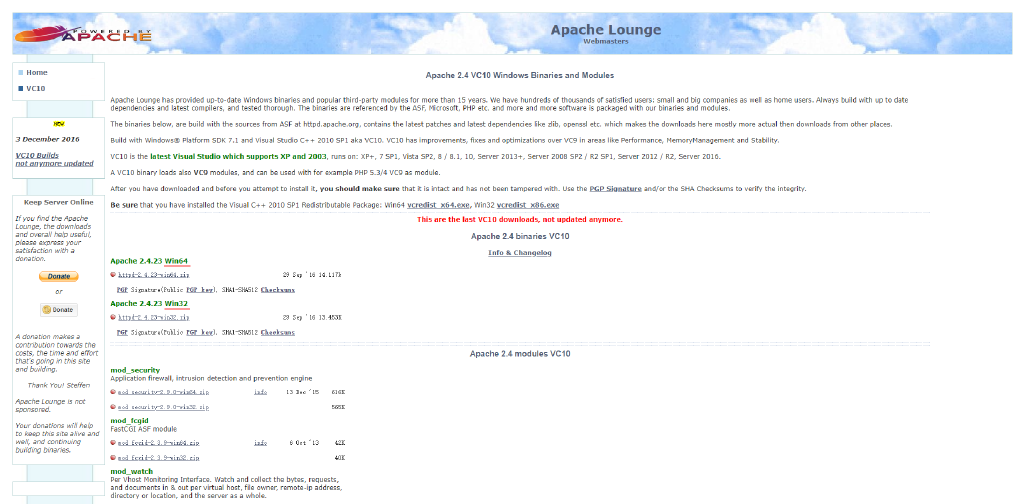 POWERED BY
APACHE
Apache Lounge
Webmasters
Home
VC10
NEW
3 December 2016
VC10 Builds
not anymore updated
Keep Server Online
If you find the Apache
Lounge, the downloads
and overall help useful,
please express your
satisfaction with a
donation.
Donate
or
Donate
A donation makes a
contribution towards the
costs, the time and effort
that's going in this site
and building.
Thank You! Steffen
Apache Lounge is not
sponsored.
Your donations will help
to keep this site alive and
well, and continuing
building binaries.
Apache 2.4 VC10 Windows Binaries and Modules
Apache Lounge has provided up-to-date Windows binaries and popular third-party modules for more than 15 years. We have hundreds of thousands of satisfied users: small and big companies as well as home users. Always build with up to date
dependencies and latest compilers, and tested thorough. The binaries are referenced by the ASF, Microsoft, PHP etc. and more and more software is packaged with our binaries and modules.
The binaries below, are build with the sources from ASF at httpd.apache.org, contains the latest patches and latest dependencies like zlib, openssl etc. which makes the downloads here mostly more actual then downloads from other places.
Build with Windows® Platform SDK 7.1 and Visual Studio C++ 2010 SP1 aka VC10. VC10 has improvements, fixes and optimizations over VC9 in areas like Performance, MemoryManagement and Stability.
VC10 is the latest Visual Studio which supports XP and 2003, runs on: XP+, 7 SP1, Vista SP2, 8 / 8.1, 10, Server 2013+, Server 2008 SP2 / R2 SP1, Server 2012 / R2, Server 2016.
A VC10 binary loads also VC9 modules, and can be used with for example PHP 5.3/4 VC9 as module.
After you have downloaded and before you attempt to install it, you should make sure that it is intact and has not been tampered with. Use the PGP Signature and/or the SHA Checksums to verify the integrity.
Be sure that you have installed the Visual C++ 2010 SP1 Redistributable Package: Win64 vcredist_x64.exe, Win32 vcredist_x86.exe
This are the last VC10 downloads, not updated anymore.
Apache 2.4 binaries VC10
Info & Changelog
Apache 2.4.23 Win64
httpd-2.4.23-win64.zip 29 Sep '16 14.117k
PGP Signature(Public PGP key), SHA1-SHA512 Checksums
Apache 2.4.23 Win32
httpd-2.4.23-win32.zip 29 Sep '16 13.453K
PGP Signature(Public PGP key), SHA1-SHA512 Checksums
Apache 2.4 modules VC10
mod_security
Application firewall, intrusion detection and prevention engine
mod_security-2.9.0-win64.zip info 13 Dec '15 616K
mod_security-2.9.0-win32.zip 565K
mod_fcgid
FastCGI ASF module
mod_fcgid-2.3.9-win64.zip info 6 Oct '13 42K
mod_fcgid-2.3.9-win32.zip 40K
mod_watch
Per Vhost Monitoring Interface. Watch and collect the bytes, requests,
and documents in & out per virtual host, file owner, remote-ip address,
directory or location, and the server as a whole.